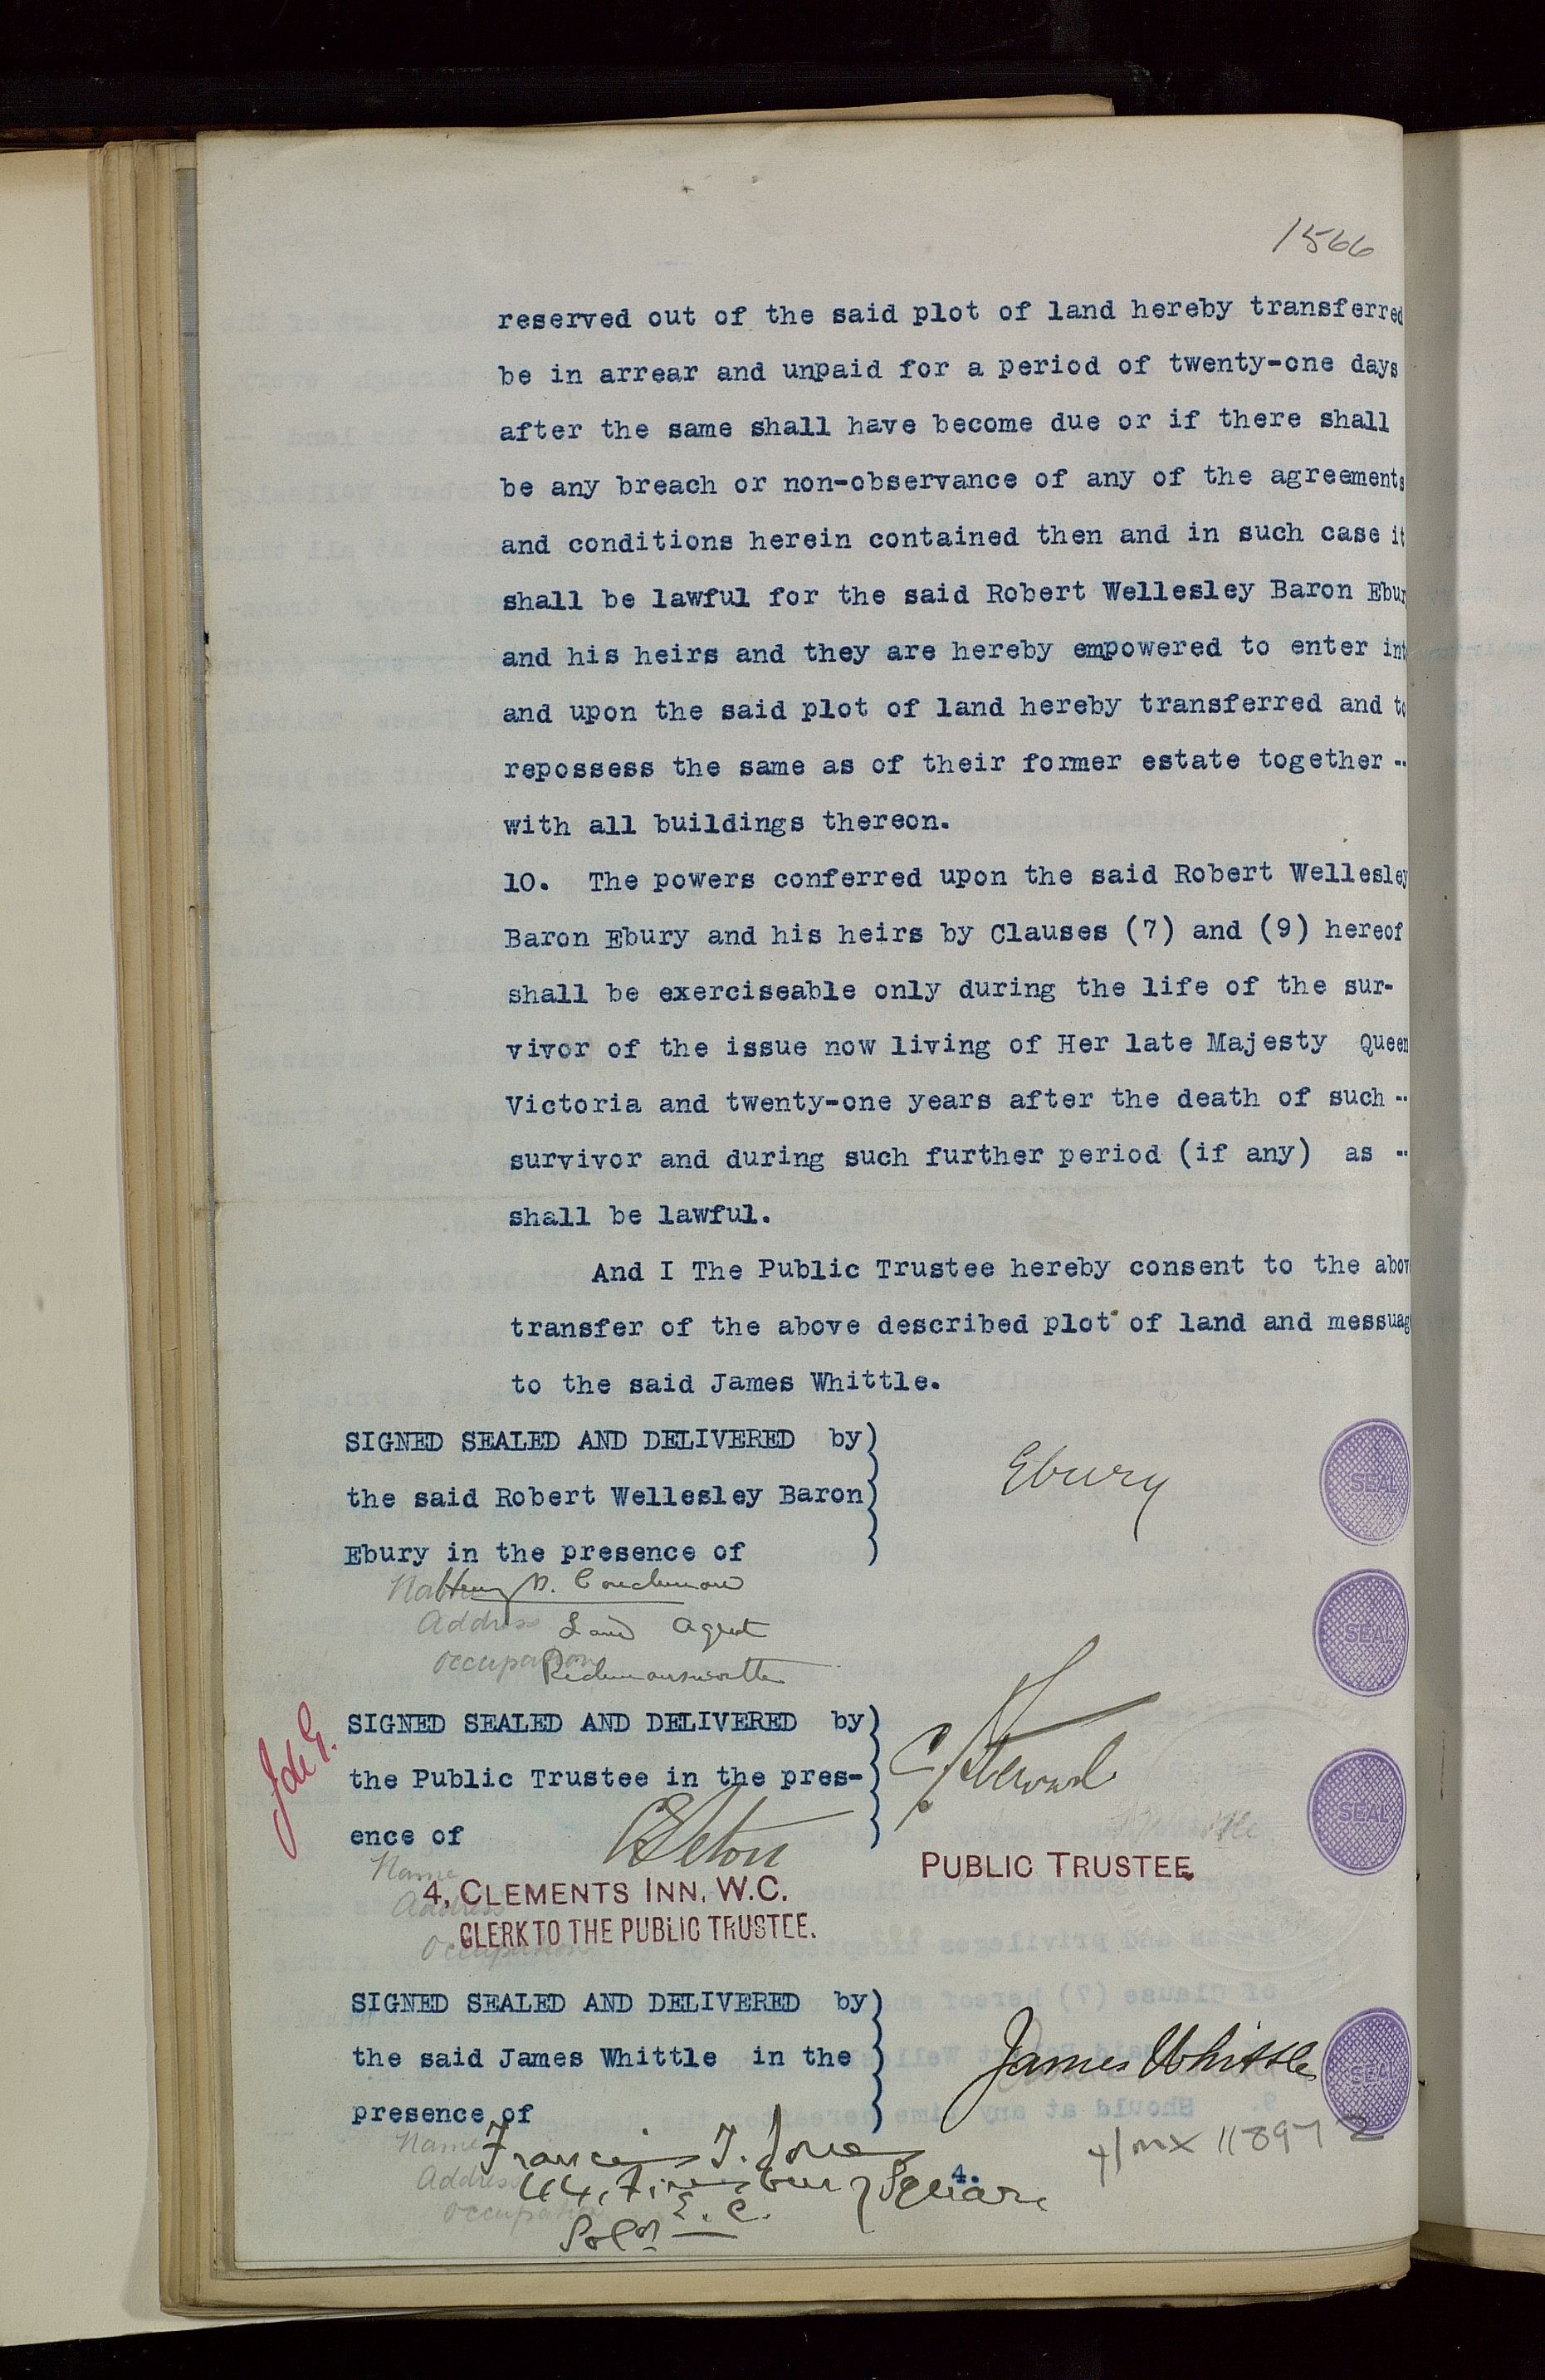 1566
reserved out of the said plot of land hereby transferred
be in arrear and unpaid for a period of twenty-one days
after the same shall have become due or if there shall
be any breach or non-observance of any of the agreements
and conditions herein contained then and in such case it
shall be lawful for the said Robert Wellesley Baron Ebur
and his heirs and they are hereby empowered to enter int
and upon the said plot of land hereby transferred and to
repossess the same as of their former estate together -
with all buildings thereon.
10. The powers conferred upon the said Robert Wellesley
Baron Ebury and his heirs by Clauses (7) and (9) hereof
shall be exerciseable only during the life of the sur-
vivor of the issue now living of Her late Majesty Queen
Victoria and twenty-one years after the death of such -
survivor and during such further period (if any) as -
shall be lawful.
And I The Public Trustee hereby consent to the abov
transfer of the above described plot of land and messuag
to the said James Whittle.
SIGNED SEALED AND DELIVERED by)
the said Robert Wellesley Baron)
Ebury in the presence of )
Ebury
SEAL
Address Land Agent
Occupation Rickmansworth
SEAL
SIGNED SEALED AND DELIVERED by)
the Public Trustee in the pres-)
ence of )
PUBLIC TRUSTEE
SEAL
Name
Address
4, CLEMENTS INN, W.C.
Occupation
CLERK TO THE PUBLIC TRUSTEE.
SIGNED SEALED AND DELIVERED by)
the said James Whittle in the )
presence of )
James Whittle
SEAL
Name Francis T. Jones
Address 44, Finsbury Square
4.
Occupation E.C.
Solr